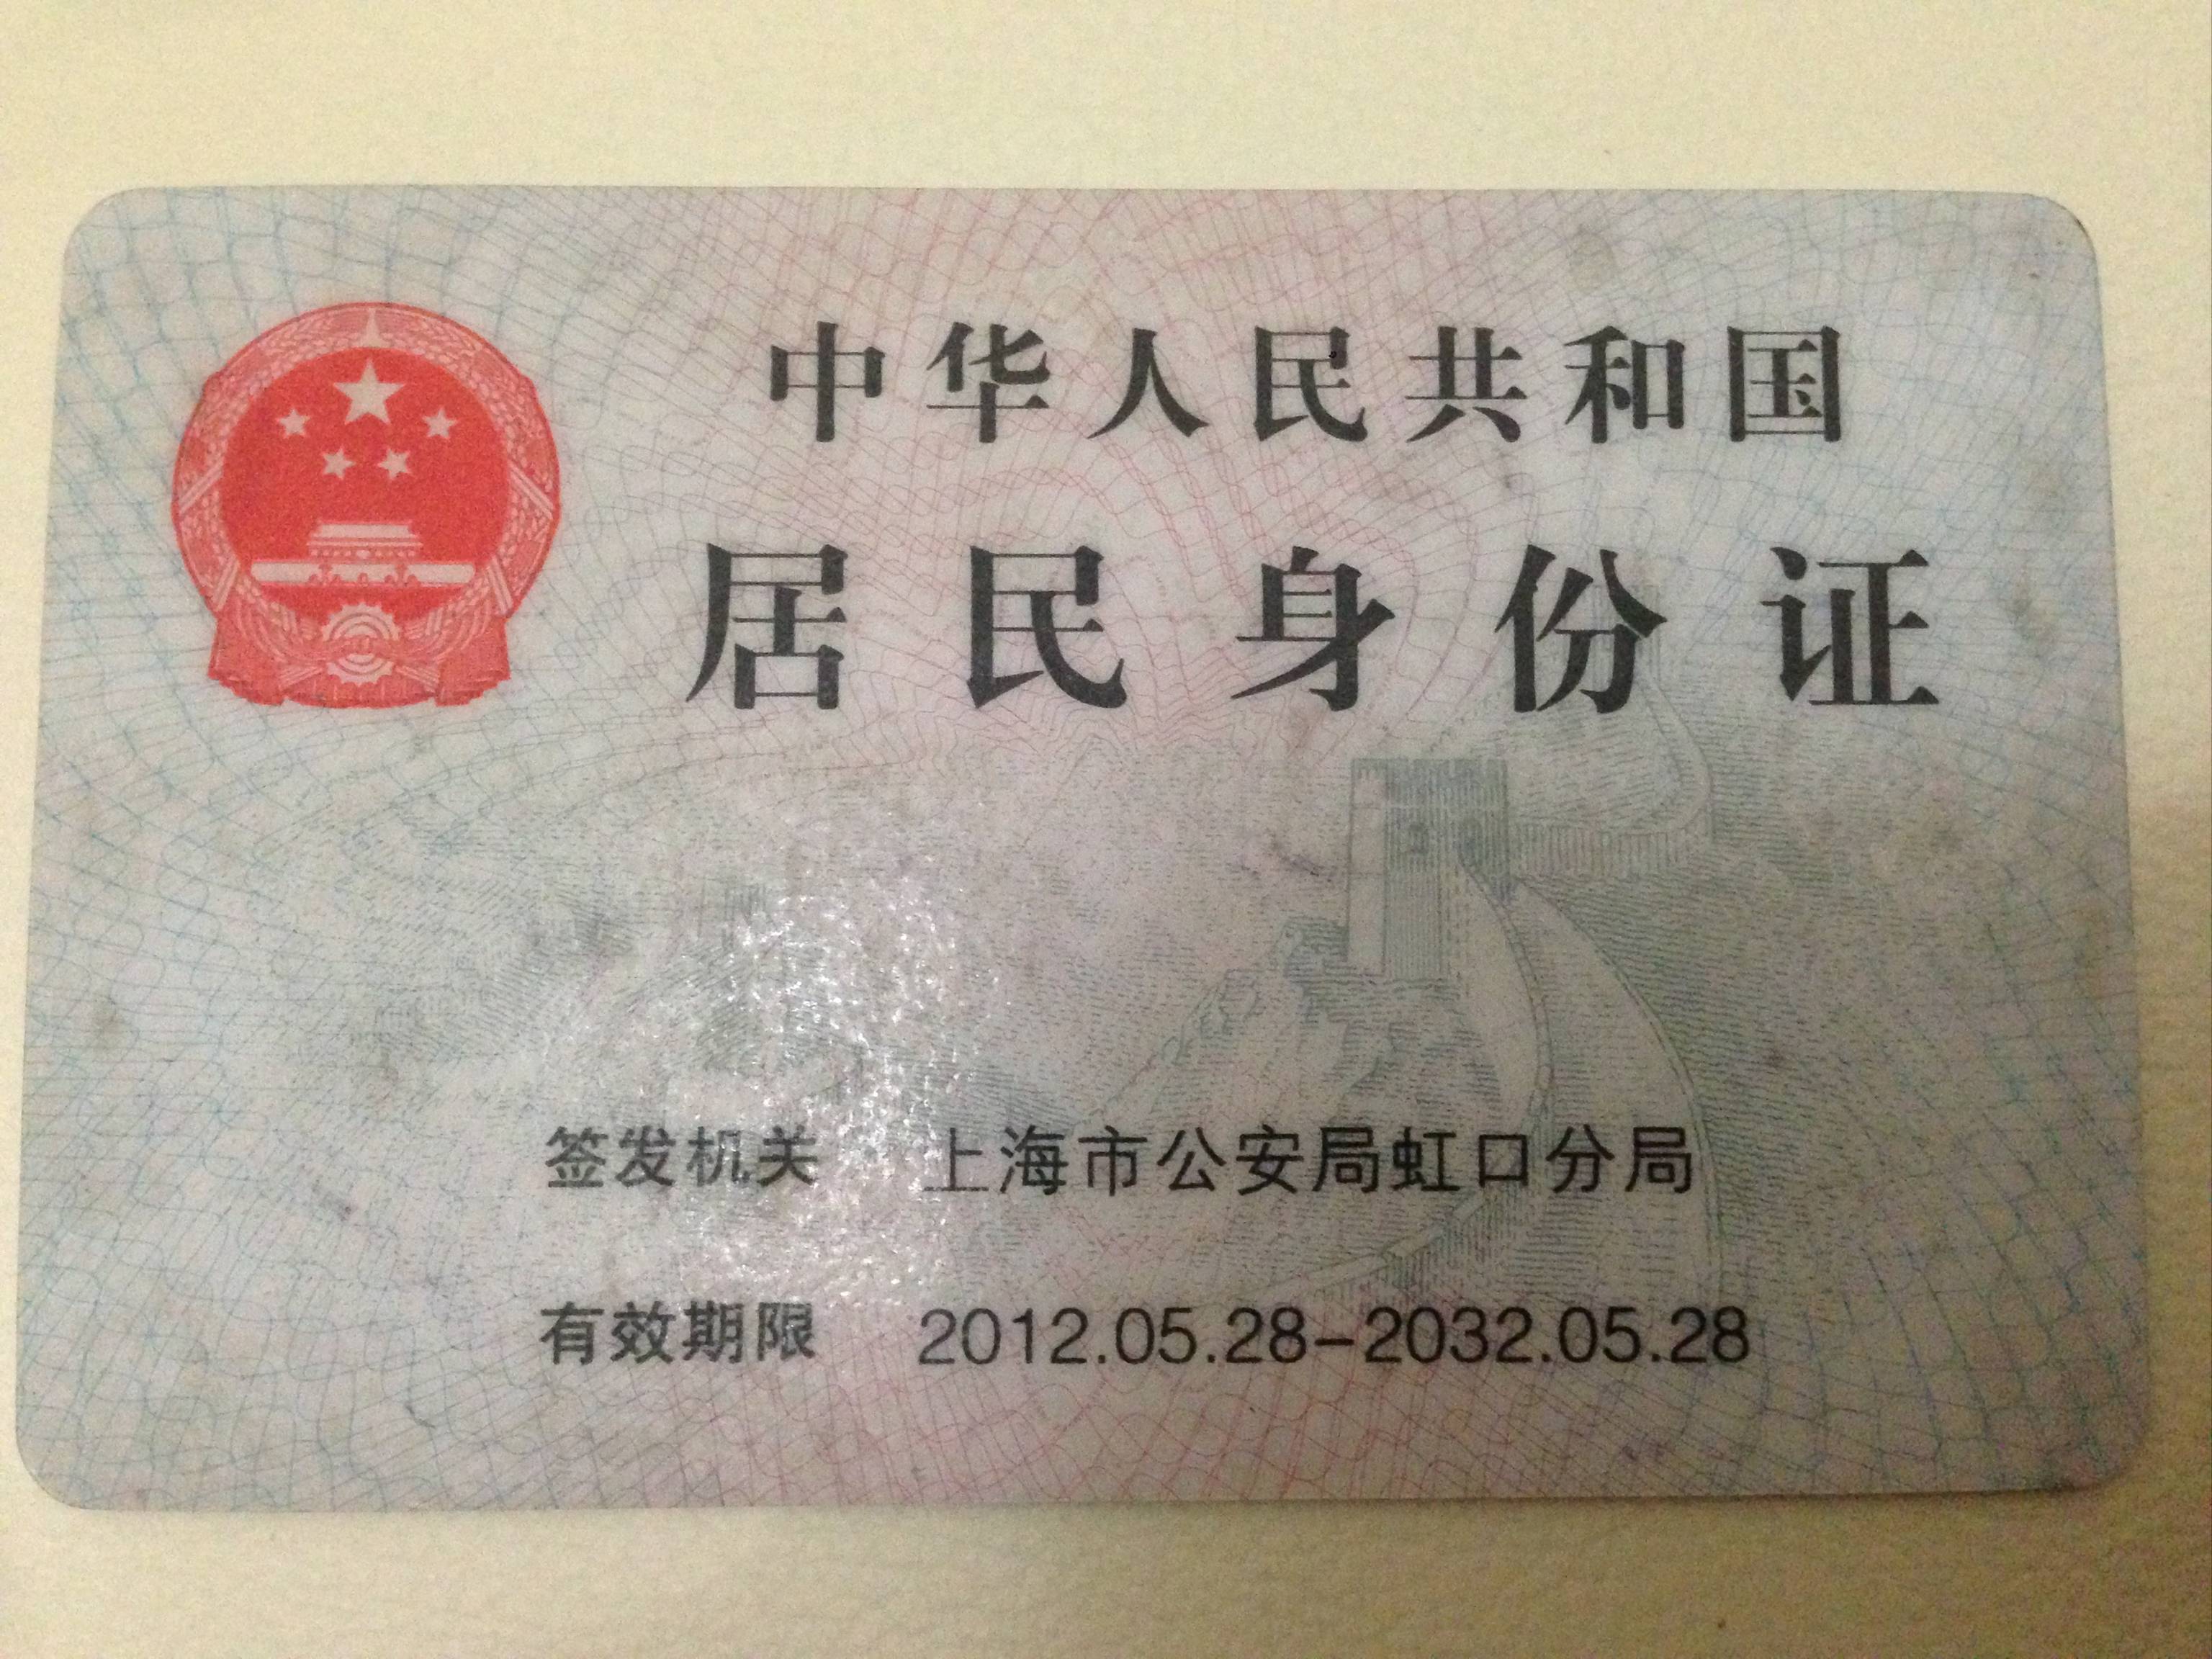 中华人民共和国
居民身份证
签发机关 上海市公安局虹口分局
有效期限 2012.05.28-2032.05.28